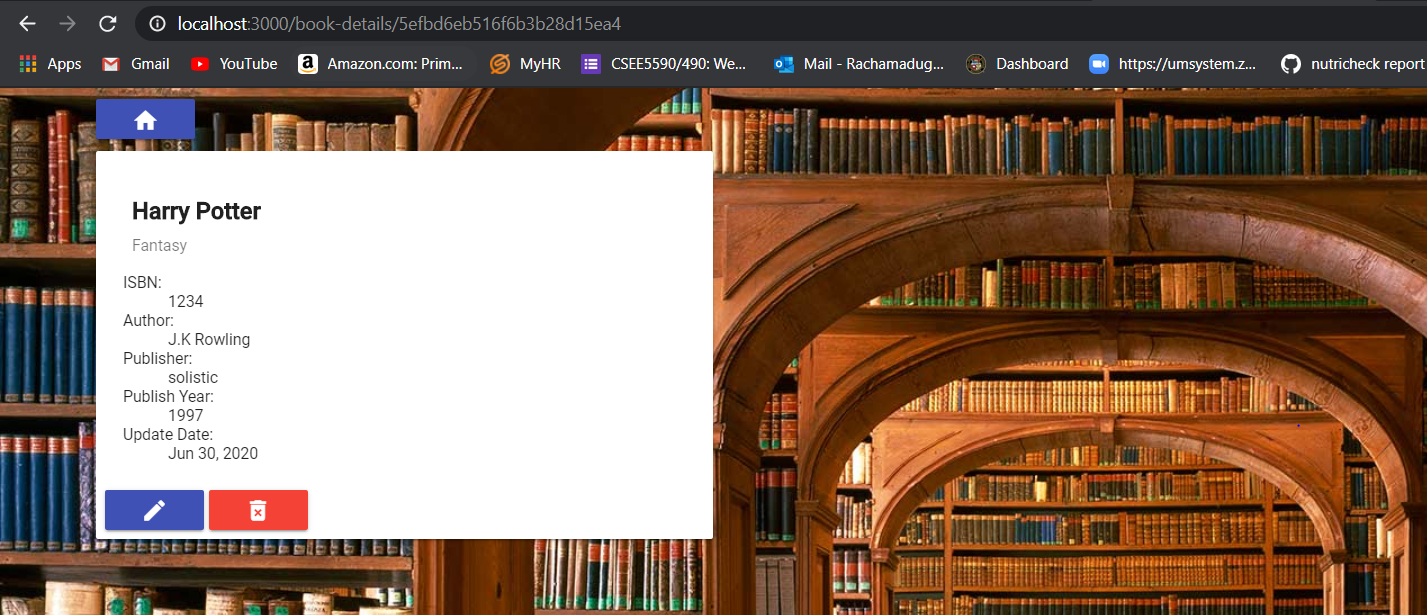 localhost:3000/book-details/5efbd6eb516f6b3b28d15ea4
Apps Gmail YouTube Amazon.com: Prim... MyHR CSEE5590/490: We... Mail - Rachamadug... Dashboard https://umsystem.z... nutricheck report
Harry Potter
Fantasy
ISBN:
1234
Author:
J.K Rowling
Publisher:
solistic
Publish Year:
1997
Update Date:
Jun 30, 2020